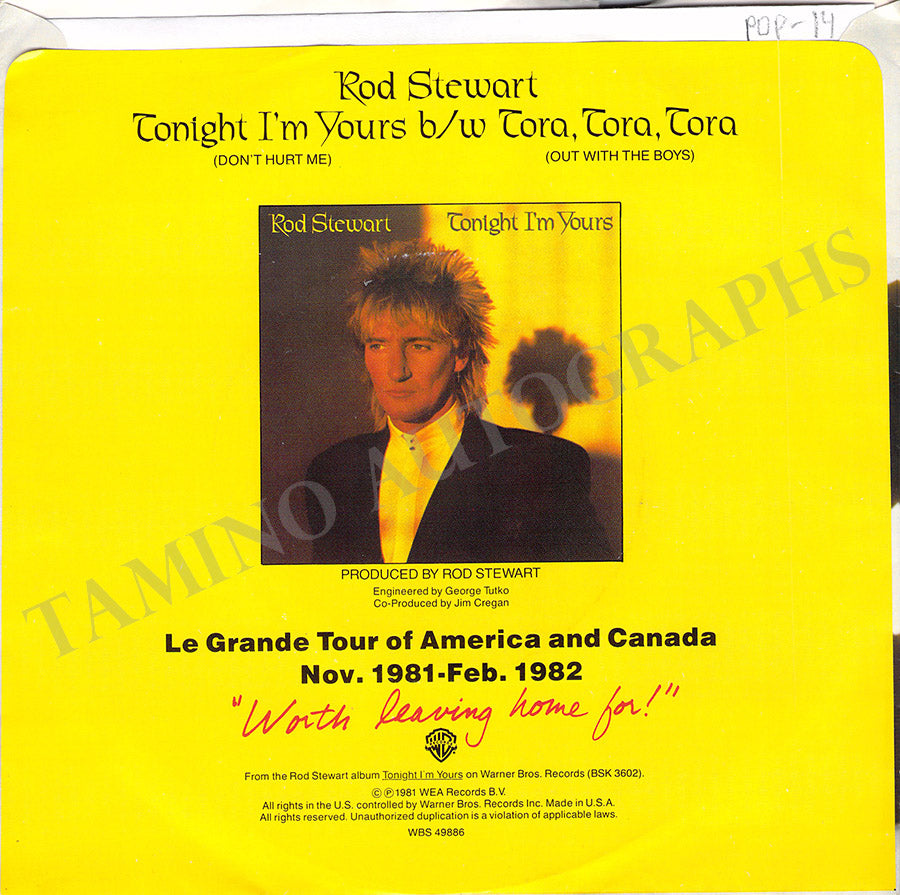 POP-14
Rod Stewart
Tonight I'm Yours b/w Tora, Tora, Tora
(DON'T HURT ME) (OUT WITH THE BOYS)
Rod Stewart Tonight I'm Yours
TAMINO AUTOGRAPHS
PRODUCED BY ROD STEWART
Engineered by George Tutko
Co-Produced by Jim Cregan
Le Grande Tour of America and Canada
Nov. 1981-Feb. 1982
"Worth leaving home for!"
From the Rod Stewart album Tonight I'm Yours on Warner Bros. Records (BSK 3602).
© ℗ 1981 WEA Records B.V.
All rights in the U.S. controlled by Warner Bros. Records Inc. Made in U.S.A.
All rights reserved. Unauthorized duplication is a violation of applicable laws.
WBS 49886